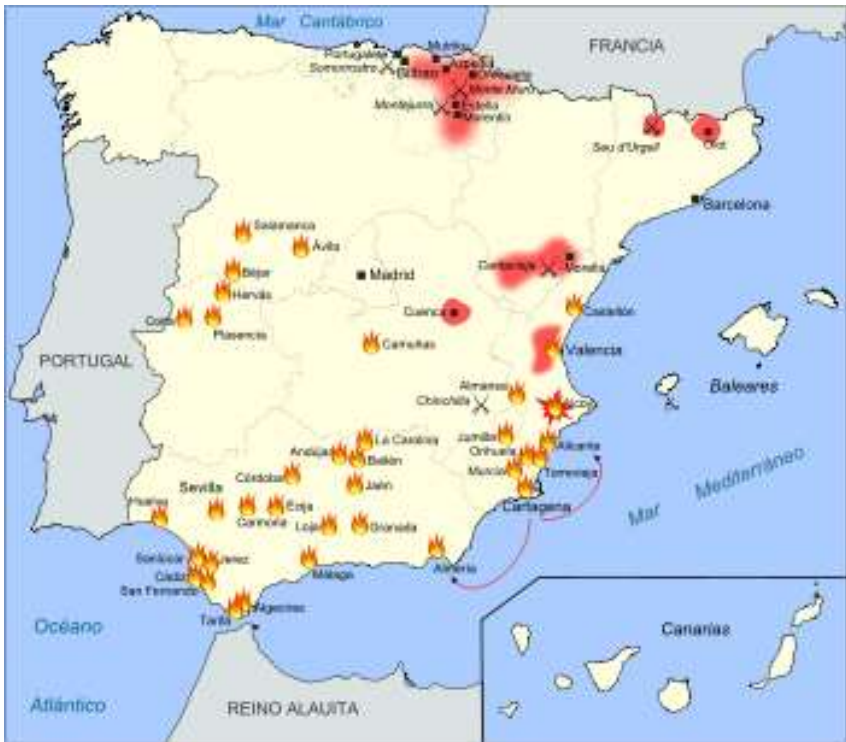 Mar Cantábrico
FRANCIA
Portugalete
Somorrostro
Bilbao
Azpeitia
Monte Muru
Montejurra
Estella
Morentin
Seu d'Urgell
Olot
Barcelona
Salamanca
Ávila
Béjar
Hervás
Plasencia
Coria
Madrid
Cantavieja
Morella
Cuenca
Castellón
Camuñas
Valencia
PORTUGAL
Almansa
Chinchilla
Baleares
La Carolina
Andújar
Bailén
Jumilla
Alicante
Orihuela
Murcia
Torrevieja
Córdoba
Jaén
Sevilla
Huelva
Carmona
Écija
Cartagena
Loja
Granada
Mar Mediterráneo
Sanlúcar
Jerez
Cádiz
San Fernando
Málaga
Almería
Tarifa
Algeciras
Océano
Atlántico
Canarias
REINO ALAUITA